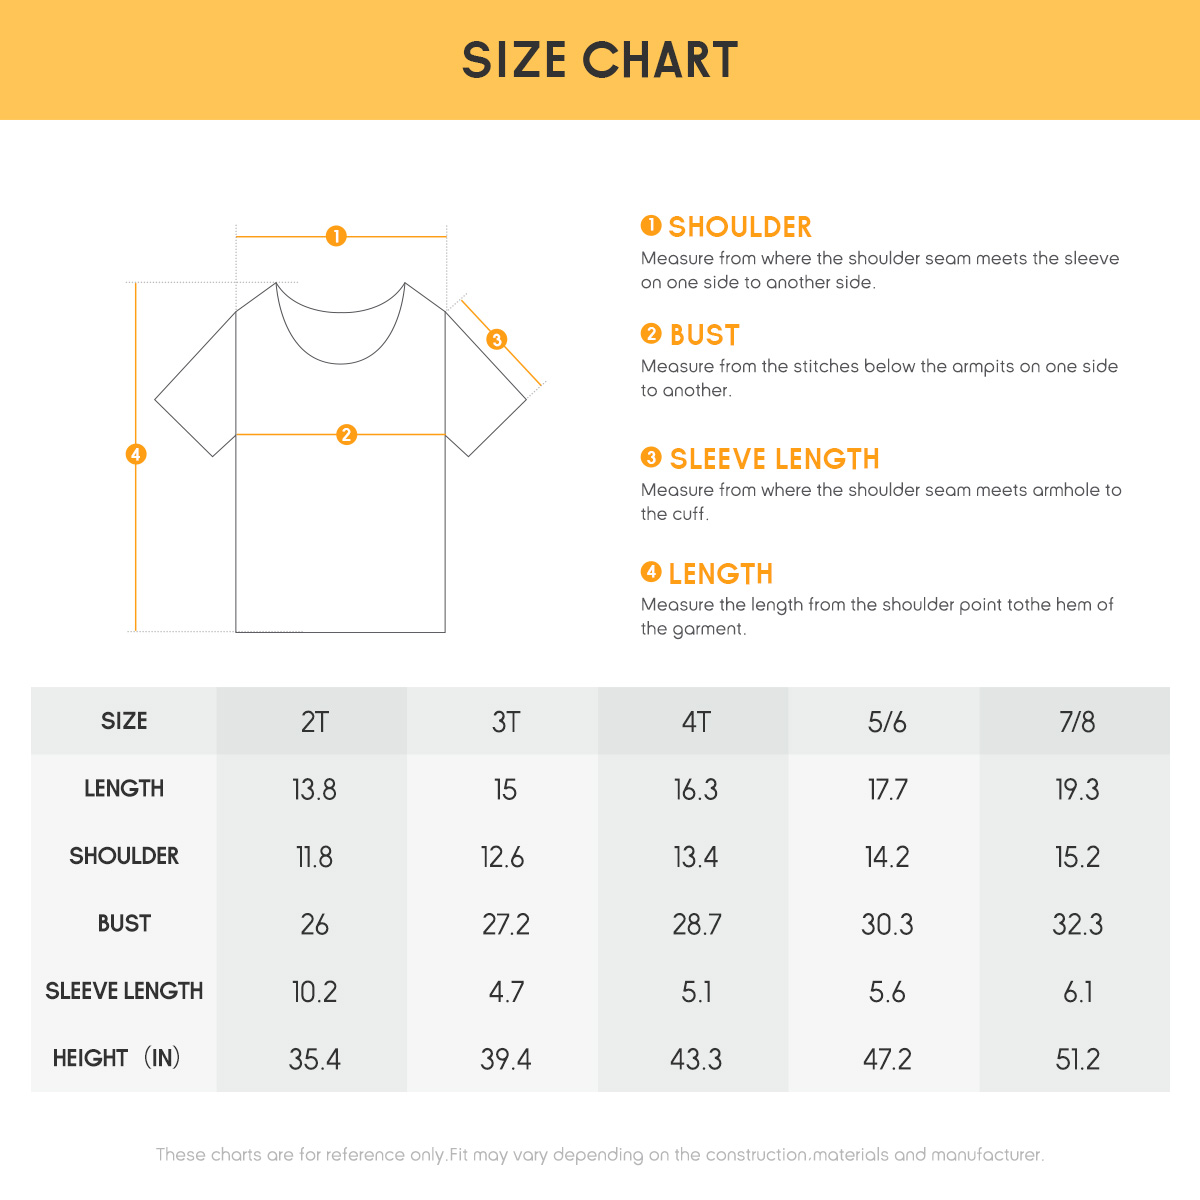 SIZE CHART
1
1 SHOULDER
Measure from where the shoulder seam meets the sleeve
on one side to another side.
3
2 BUST
Measure from the stitches below the armpits on one side
to another.
2
4
3 SLEEVE LENGTH
Measure from where the shoulder seam meets armhole to
the cuff.
4 LENGTH
Measure the length from the shoulder point tothe hem of
the garment.
SIZE 2T 3T 4T 5/6 7/8
LENGTH 13.8 15 16.3 17.7 19.3
SHOULDER 11.8 12.6 13.4 14.2 15.2
BUST 26 27.2 28.7 30.3 32.3
SLEEVE LENGTH 10.2 4.7 5.1 5.6 6.1
HEIGHT（IN） 35.4 39.4 43.3 47.2 51.2
These charts are for reference only.Fit may vary depending on the construction.materials and manufacturer.